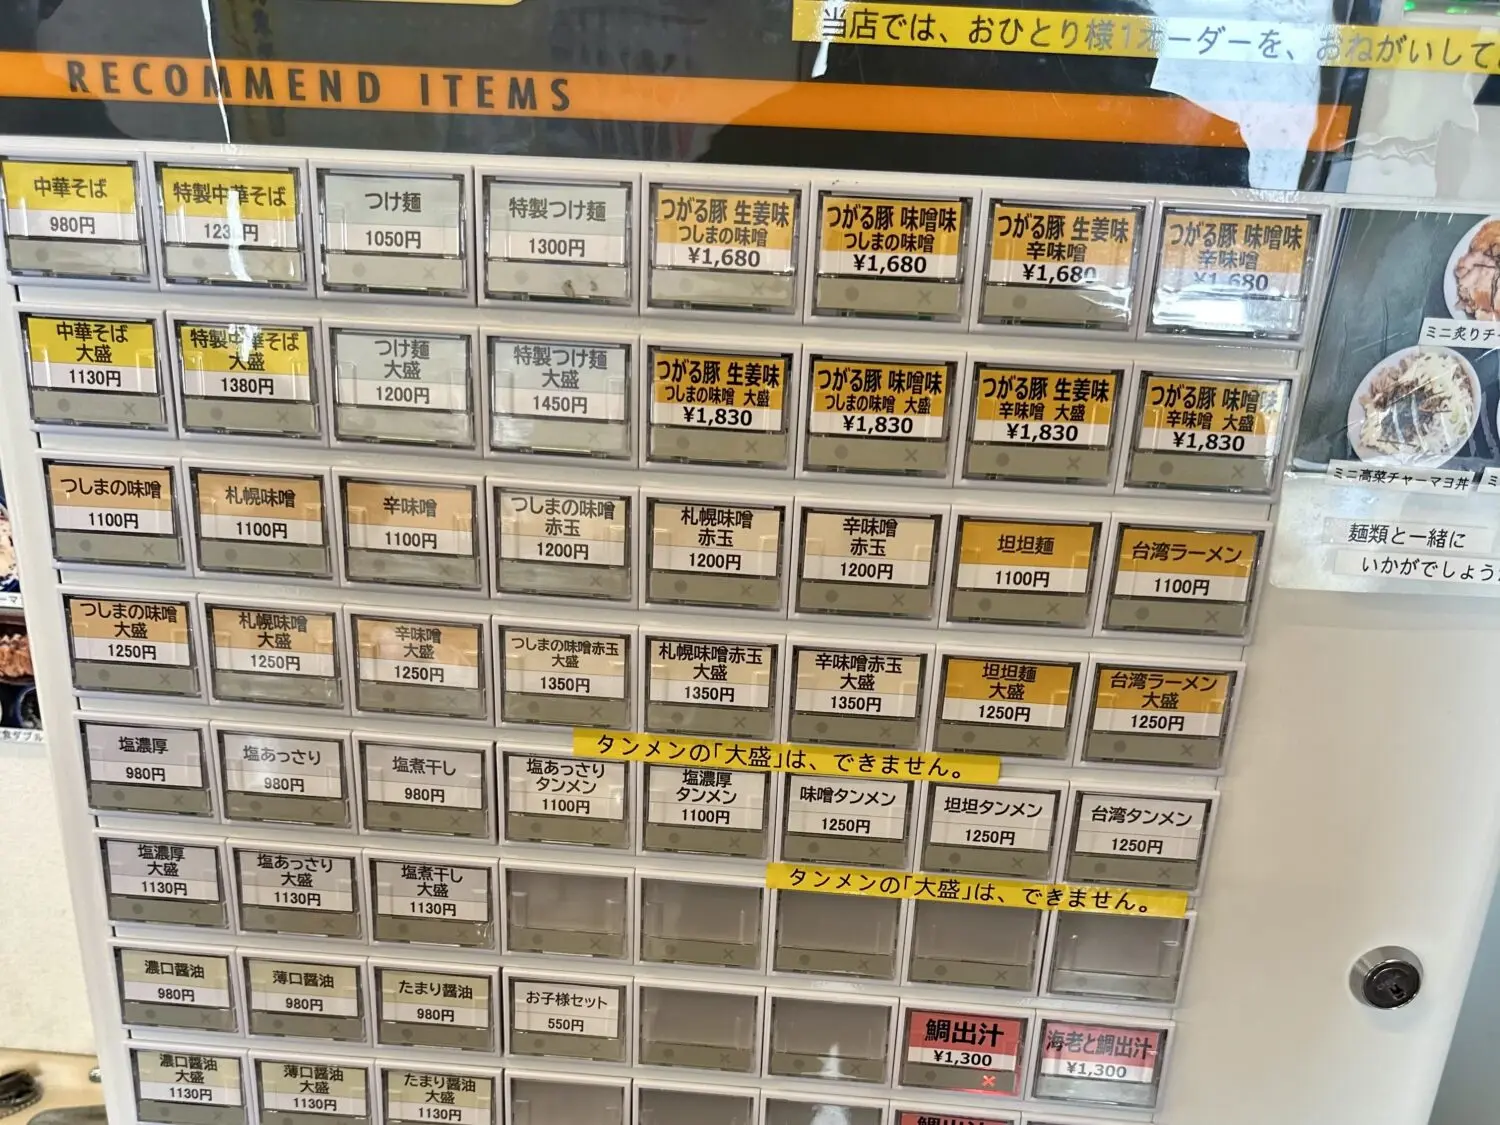 当店では、おひとり様1オーダーを、おねがいして
RECOMMEND ITEMS
中華そば
980円
特製中華そば
1230円
つけ麺
1050円
特製つけ麺
1300円
つがる豚 生姜味
つしまの味噌
¥1,680
つがる豚 味噌味
つしまの味噌
¥1,680
つがる豚 生姜味
辛味噌
¥1,680
つがる豚 味噌味
辛味噌
¥1,680
中華そば
大盛
1130円
特製中華そば
大盛
1380円
つけ麺
大盛
1200円
特製つけ麺
大盛
1450円
つがる豚 生姜味
つしまの味噌 大盛
¥1,830
つがる豚 味噌味
つしまの味噌 大盛
¥1,830
つがる豚 生姜味
辛味噌 大盛
¥1,830
つがる豚 味噌味
辛味噌 大盛
¥1,830
つしまの味噌
1100円
札幌味噌
1100円
辛味噌
1100円
つしまの味噌
赤玉
1200円
札幌味噌
赤玉
1200円
辛味噌
赤玉
1200円
坦坦麺
1100円
台湾ラーメン
1100円
つしまの味噌
大盛
1250円
札幌味噌
大盛
1250円
辛味噌
大盛
1250円
つしまの味噌赤玉
大盛
1350円
札幌味噌赤玉
大盛
1350円
辛味噌赤玉
大盛
1350円
坦坦麺
大盛
1250円
台湾ラーメン
大盛
1250円
タンメンの「大盛」は、できません。
塩濃厚
980円
塩あっさり
980円
塩煮干し
980円
塩あっさり
タンメン
1100円
塩濃厚
タンメン
1100円
味噌タンメン
1250円
坦坦タンメン
1250円
台湾タンメン
1250円
タンメンの「大盛」は、できません。
塩濃厚
大盛
1130円
塩あっさり
大盛
1130円
塩煮干し
大盛
1130円
濃口醤油
980円
薄口醤油
980円
たまり醤油
980円
お子様セット
550円
鯛出汁
¥1,300
海老と鯛出汁
¥1,300
濃口醤油
大盛
1130円
薄口醤油
大盛
1130円
たまり醤油
大盛
1130円
鯛出汁
ミニ炙りチ
ミニ高菜チャーマヨ丼
ミ
麺類と一緒に
いかがでしょう
食ダブル